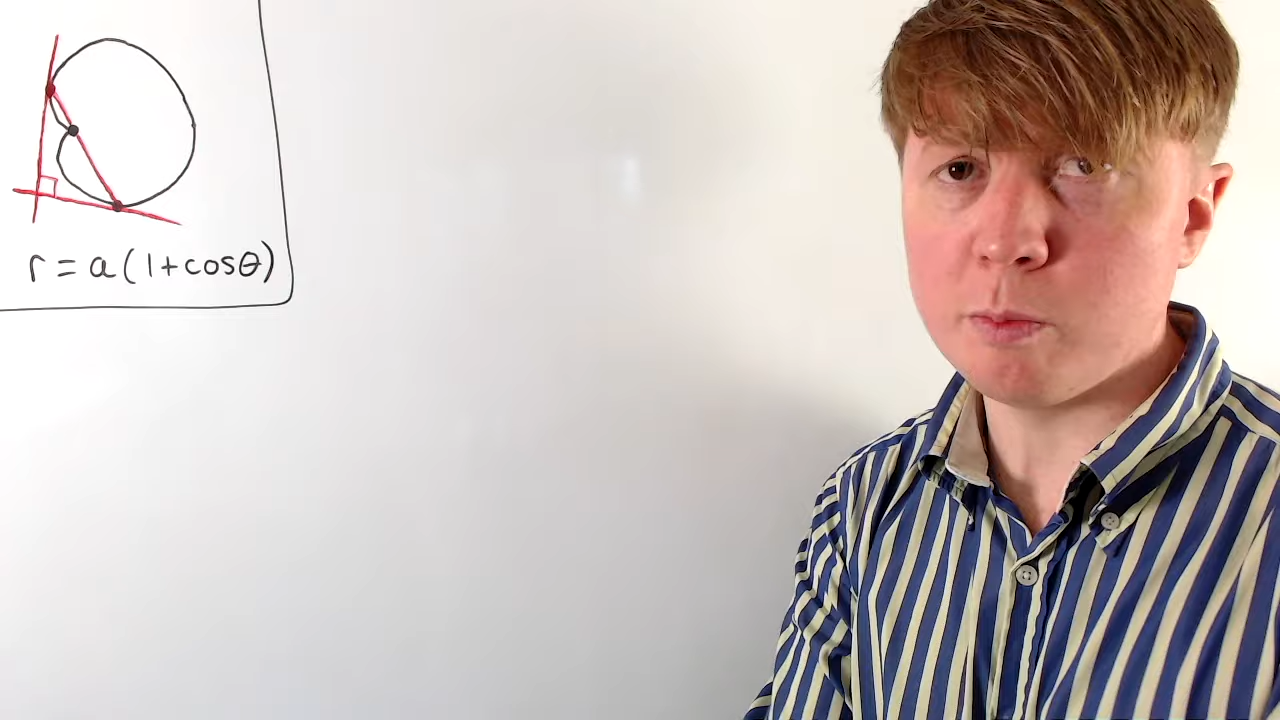 r = a(1+cosθ)